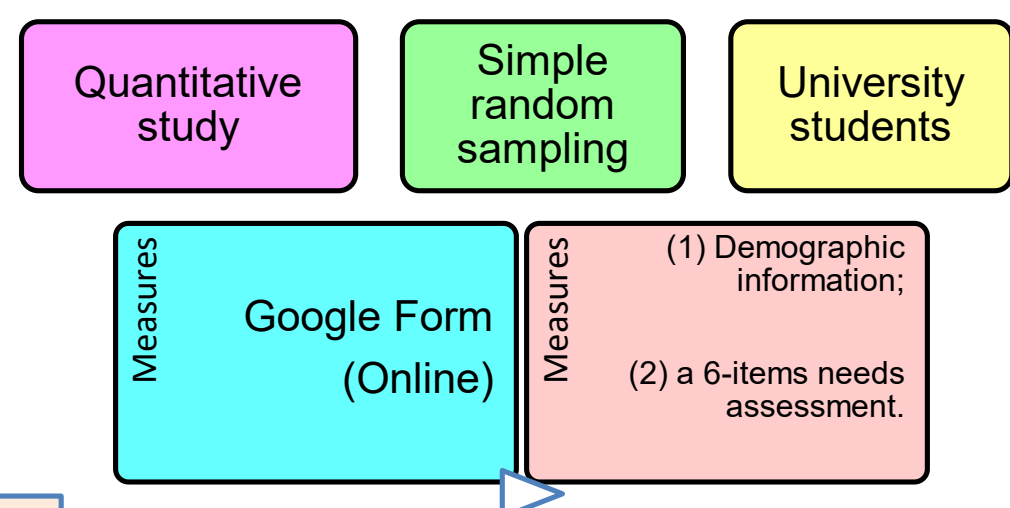 Quantitative
study
Simple
random
sampling
University
students
Measures
Google Form
(Online)
Measures
(1) Demographic
information;
(2) a 6-items needs
assessment.